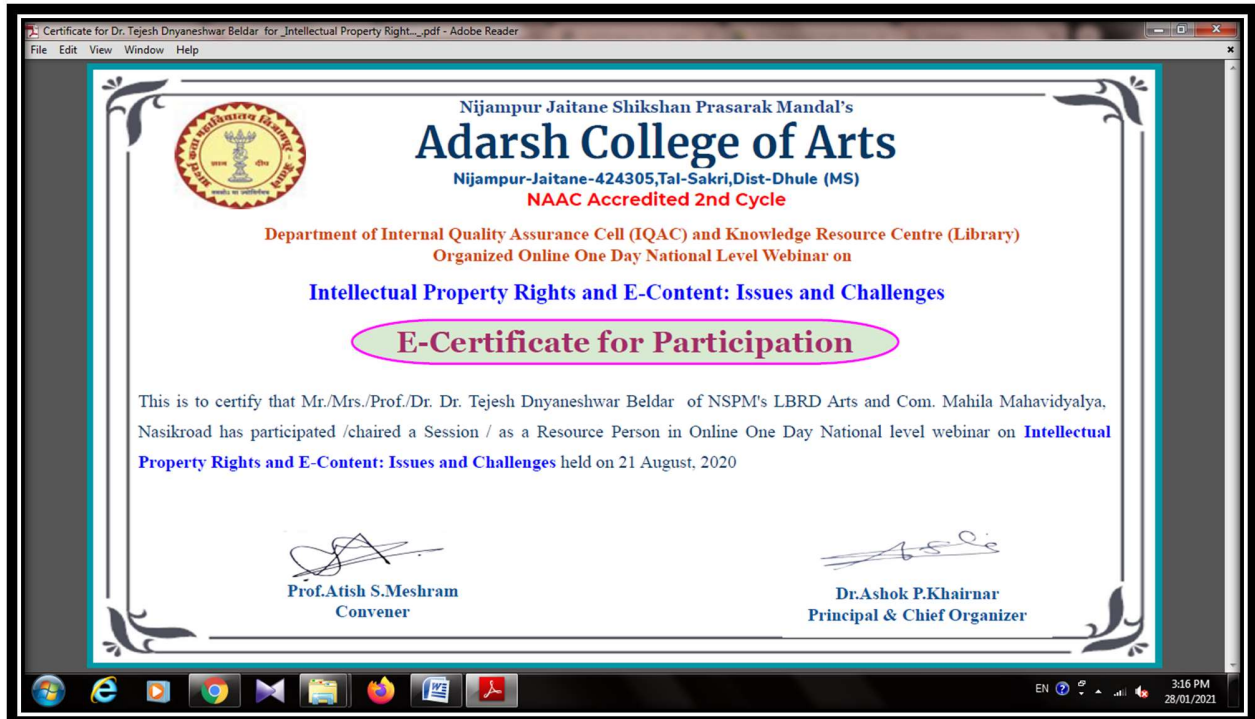 Certificate for Dr. Tejesh Dnyaneshwar Beldar for _Intellectual Property Right..._.pdf - Adobe Reader
File Edit View Window Help
Nijampur Jaitane Shikshan Prasarak Mandal's
Adarsh College of Arts
Nijampur-Jaitane-424305,Tal-Sakri,Dist-Dhule (MS)
NAAC Accredited 2nd Cycle
ज्ञान दीप
Department of Internal Quality Assurance Cell (IQAC) and Knowledge Resource Centre (Library)
Organized Online One Day National Level Webinar on
Intellectual Property Rights and E-Content: Issues and Challenges
E-Certificate for Participation
This is to certify that Mr./Mrs./Prof./Dr. Dr. Tejesh Dnyaneshwar Beldar of NSPM's LBRD Arts and Com. Mahila Mahavidyalya,
Nasikroad has participated /chaired a Session / as a Resource Person in Online One Day National level webinar on Intellectual
Property Rights and E-Content: Issues and Challenges held on 21 August, 2020
Prof.Atish S.Meshram
Convener
Dr.Ashok P.Khairnar
Principal & Chief Organizer
EN
3:16 PM
28/01/2021